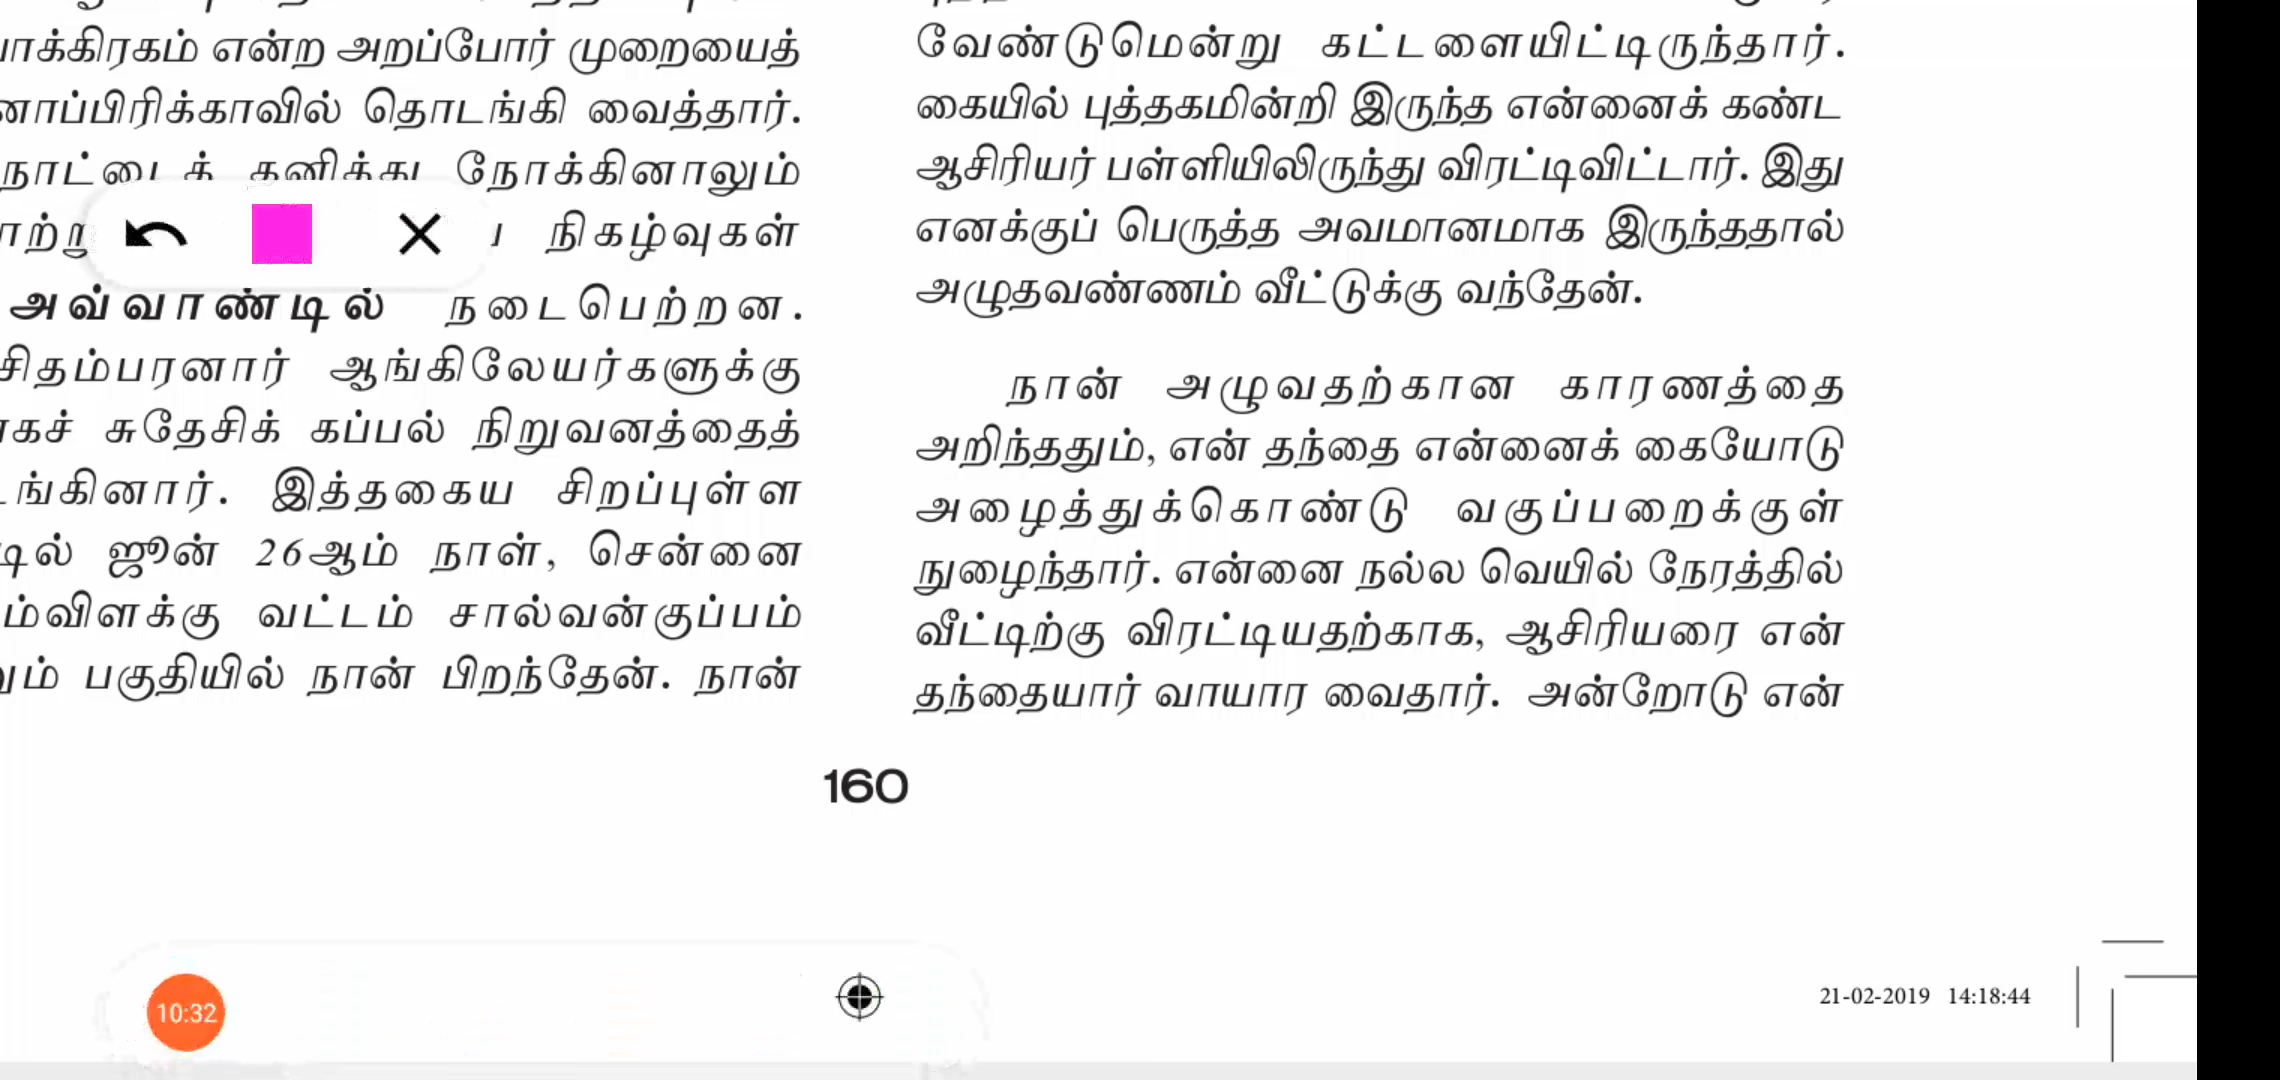 என்ற அறப்போர் முறையைத்
தொடங்கி வைத்தார்.
நோக்கினாலும்
நிகழ்வுகள்
அவ்வாண்டில் நடைபெற்றன.
சிதம்பரனார் ஆங்கிலேயர்களுக்கு
சுதேசிக் கப்பல் நிறுவனத்தைத்
இத்தகைய சிறப்புள்ள
ஜூன் 26ஆம் நாள், சென்னை
வட்டம் சால்வன்குப்பம்
பகுதியில் நான் பிறந்தேன். நான்
வேண்டுமென்று கட்டளையிட்டிருந்தார்.
கையில் புத்தகமின்றி இருந்த என்னைக் கண்ட
ஆசிரியர் பள்ளியிலிருந்து விரட்டிவிட்டார். இது
எனக்குப் பெருத்த அவமானமாக இருந்ததால்
அழுதவண்ணம் வீட்டுக்கு வந்தேன்.
நான் அழுவதற்கான காரணத்தை
அறிந்ததும், என் தந்தை என்னைக் கையோடு
அழைத்துக்கொண்டு வகுப்பறைக்குள்
நுழைந்தார். என்னை நல்ல வெயில் நேரத்தில்
வீட்டிற்கு விரட்டியதற்காக, ஆசிரியரை என்
தந்தையார் வாயார வைதார். அன்றோடு என்
160
10:32
21-02-2019 14:18:44